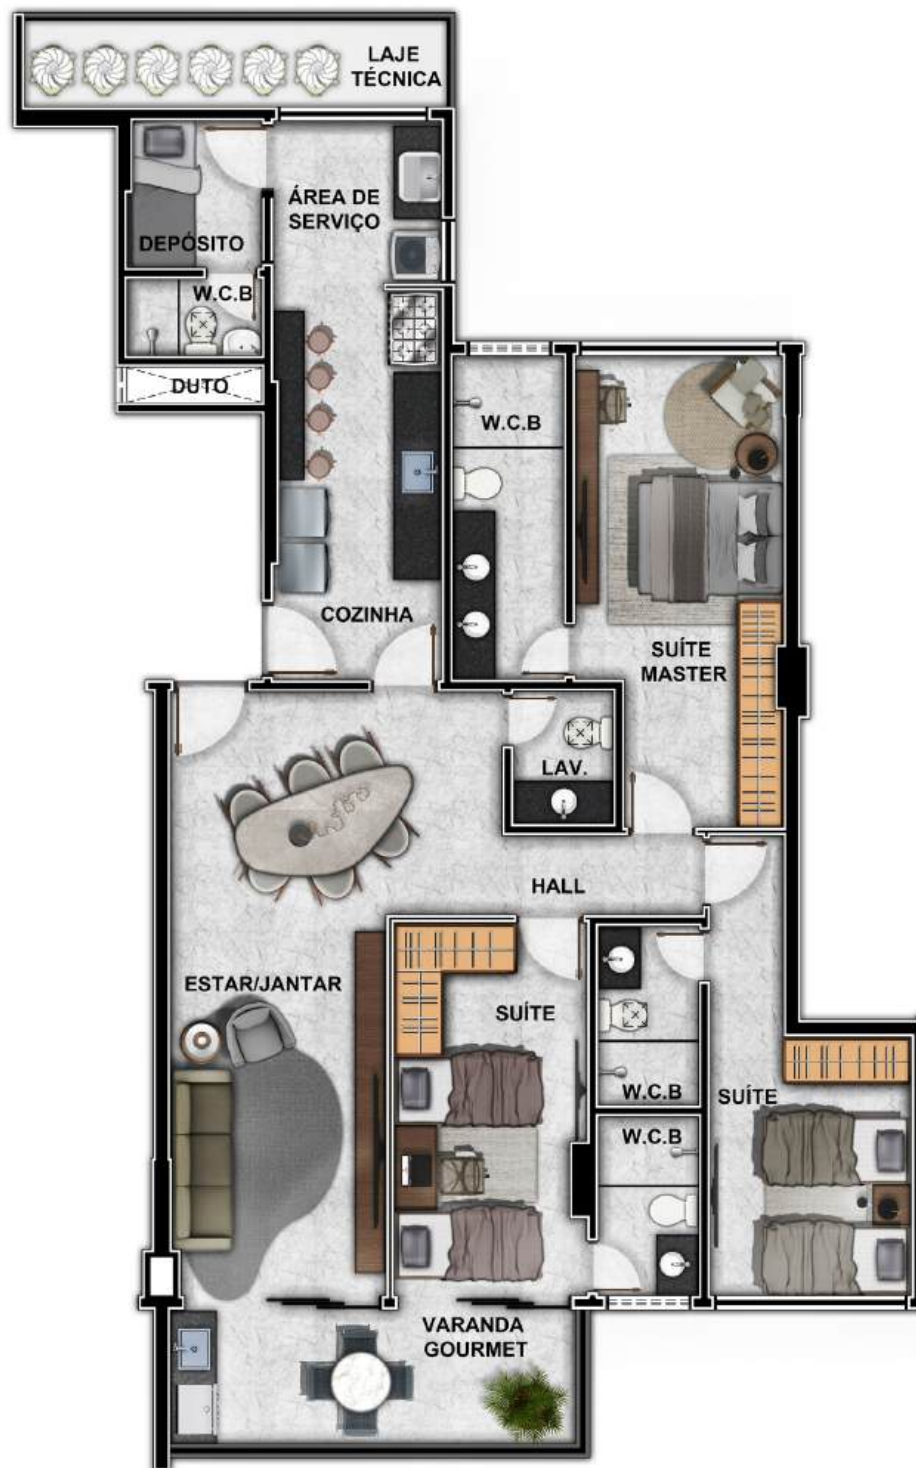 LAJE
TÉCNICA
ÁREA DE
SERVIÇO
DEPÓSITO
W.C.B
DUTO
W.C.B
COZINHA
SUÍTE
MASTER
LAV.
HALL
ESTAR/JANTAR
SUÍTE
W.C.B
SUÍTE
W.C.B
VARANDA
GOURMET